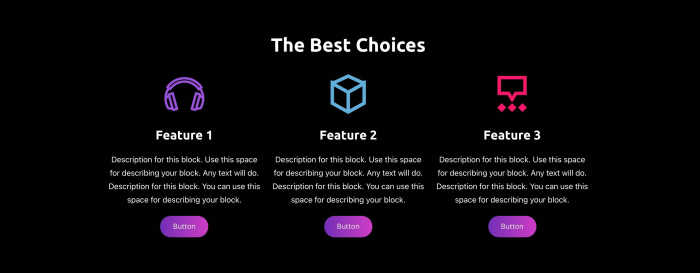 The Best Choices
Feature 1
Description for this block. Use this space
for describing your block. Any text will do.
Description for this block. You can use this
space for describing your block.
Button
Feature 2
Description for this block. Use this space
for describing your block. Any text will do.
Description for this block. You can use this
space for describing your block.
Button
Feature 3
Description for this block. Use this space
for describing your block. Any text will do.
Description for this block. You can use this
space for describing your block.
Button